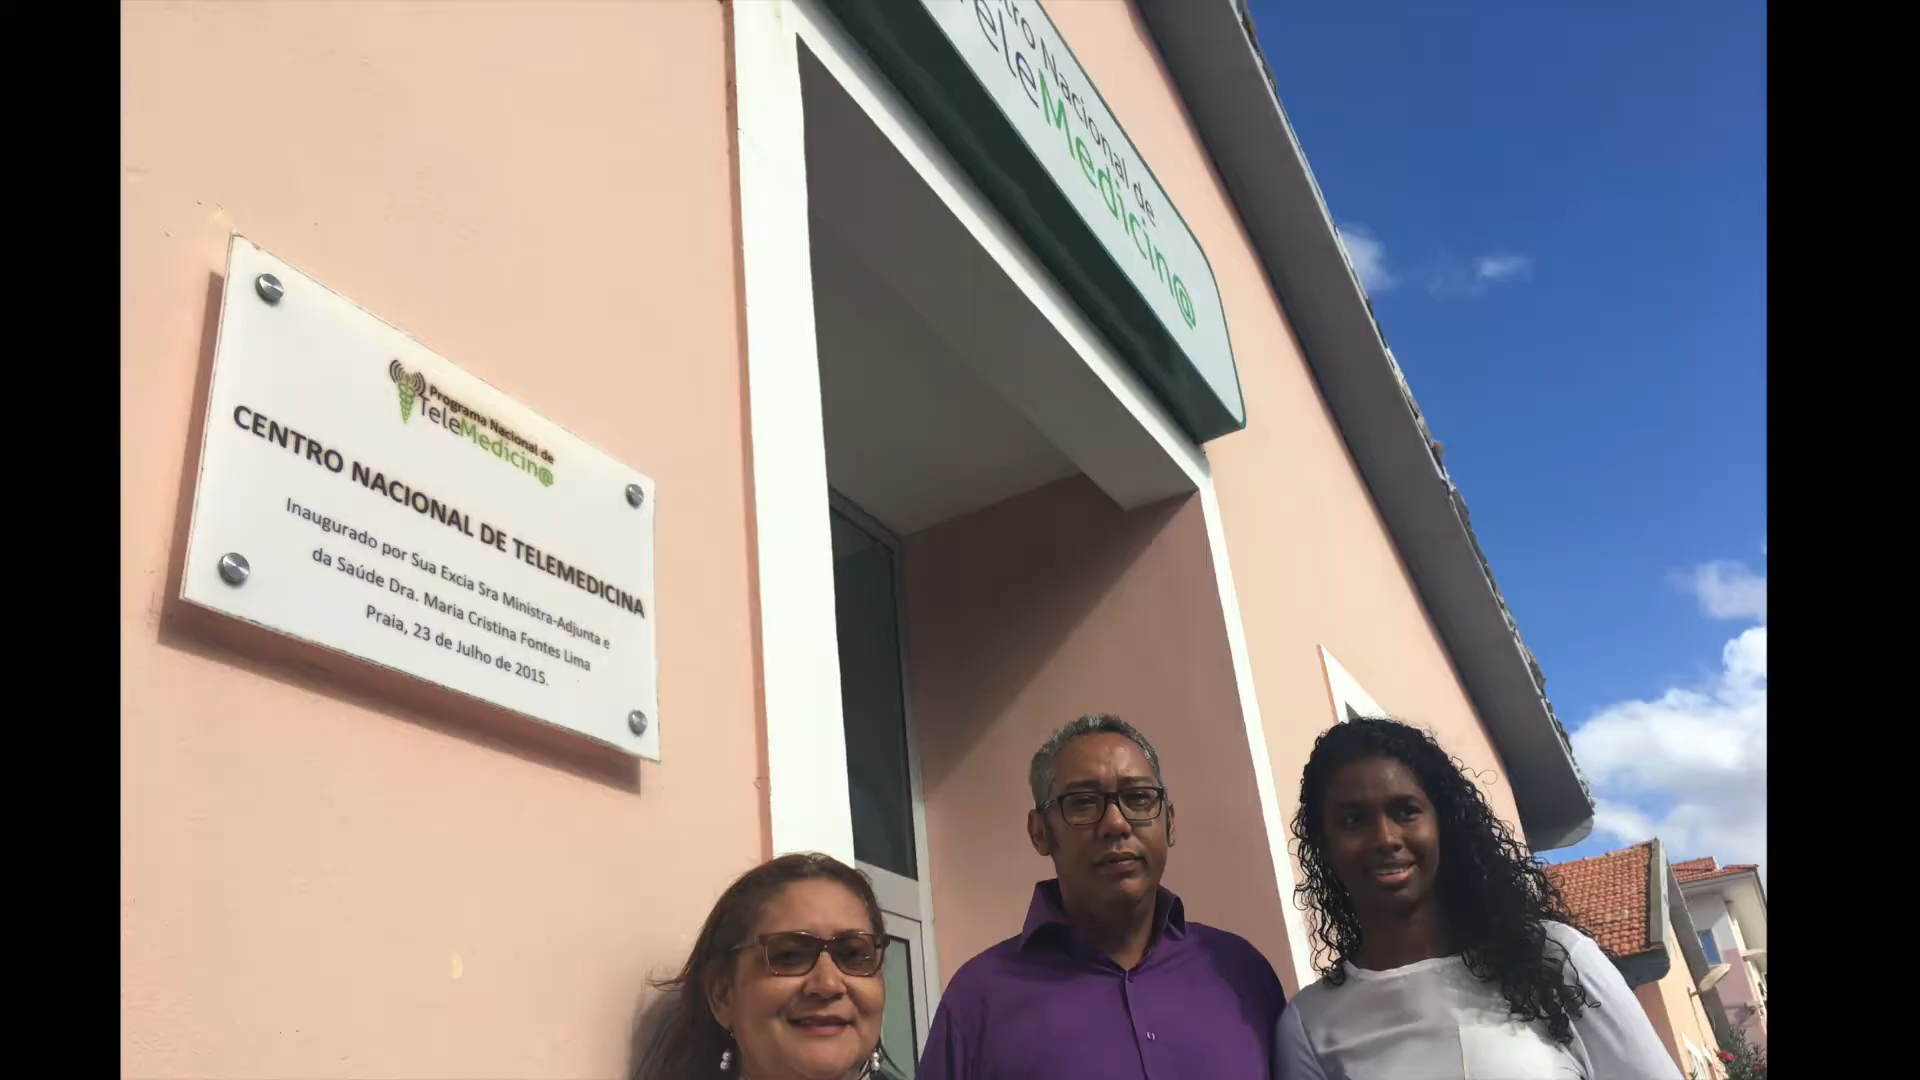 Programa Nacional de
TeleMedicin@
CENTRO NACIONAL DE TELEMEDICINA
Inaugurado por Sua Excia Sra Ministra-Adjunta e
da Saúde Dra. Maria Cristina Fontes Lima
Praia, 23 de Julho de 2015.
Nacional de
TeleMedicin@